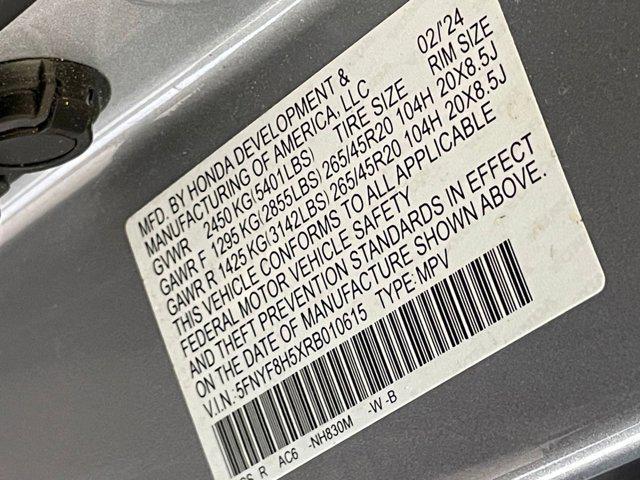 MFD. BY HONDA DEVELOPMENT & 02/'24
MANUFACTURING OF AMERICA, LLC
GVWR 2450 KG(5401LBS) TIRE SIZE RIM SIZE
GAWR F 1295 KG(2855LBS) 265/45R20 104H 20X8.5J
GAWR R 1425 KG(3142LBS) 265/45R20 104H 20X8.5J
THIS VEHICLE CONFORMS TO ALL APPLICABLE
FEDERAL MOTOR VEHICLE SAFETY
AND THEFT PREVENTION STANDARDS IN EFFECT
ON THE DATE OF MANUFACTURE SHOWN ABOVE.
V.I.N.: 5FNYF8H5XRB010615 TYPE: MPV
R AC6 -NH830M -W -B